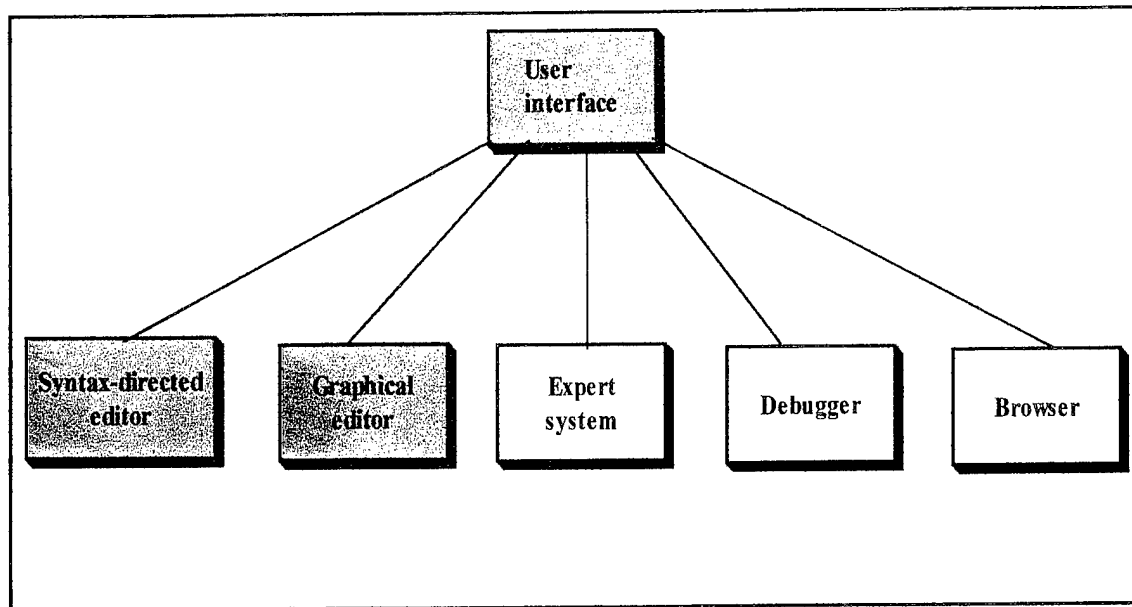 User
interface
Syntax-directed
editor
Graphical
editor
Expert
system
Debugger
Browser